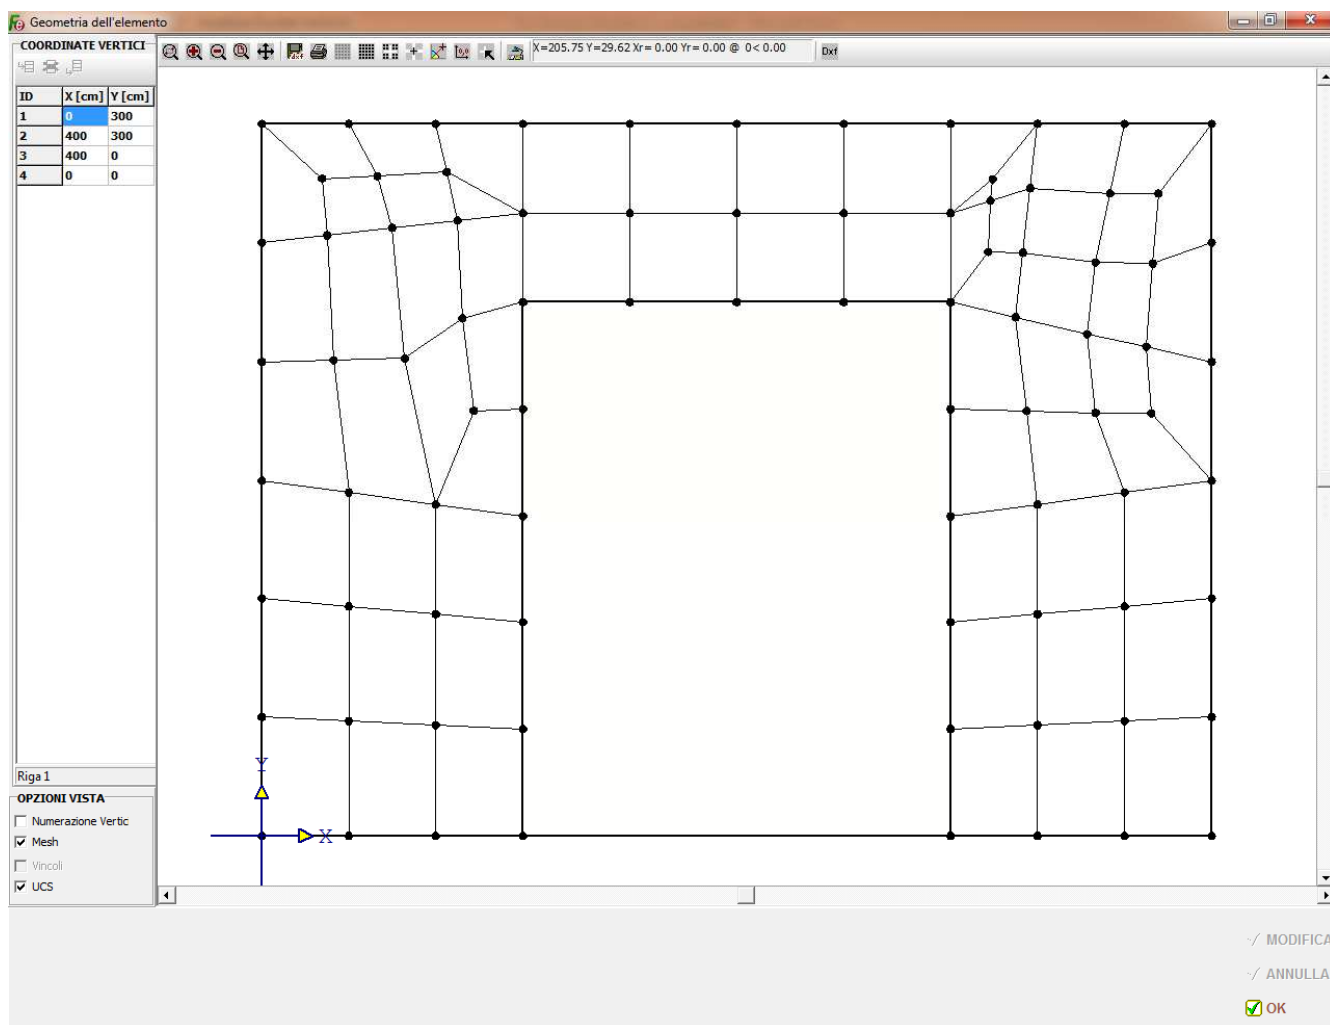 Geometria dell'elemento
COORDINATE VERTICI
X=205.75 Y=29.62 Xr= 0.00 Yr= 0.00 @ 0< 0.00
Dxf
ID X [cm] Y [cm]
1 0 300
2 400 300
3 400 0
4 0 0
Riga 1
OPZIONI VISTA
Numerazione Vertic
Mesh
Vincoli
UCS
Y
X
MODIFICA
ANNULLA
OK